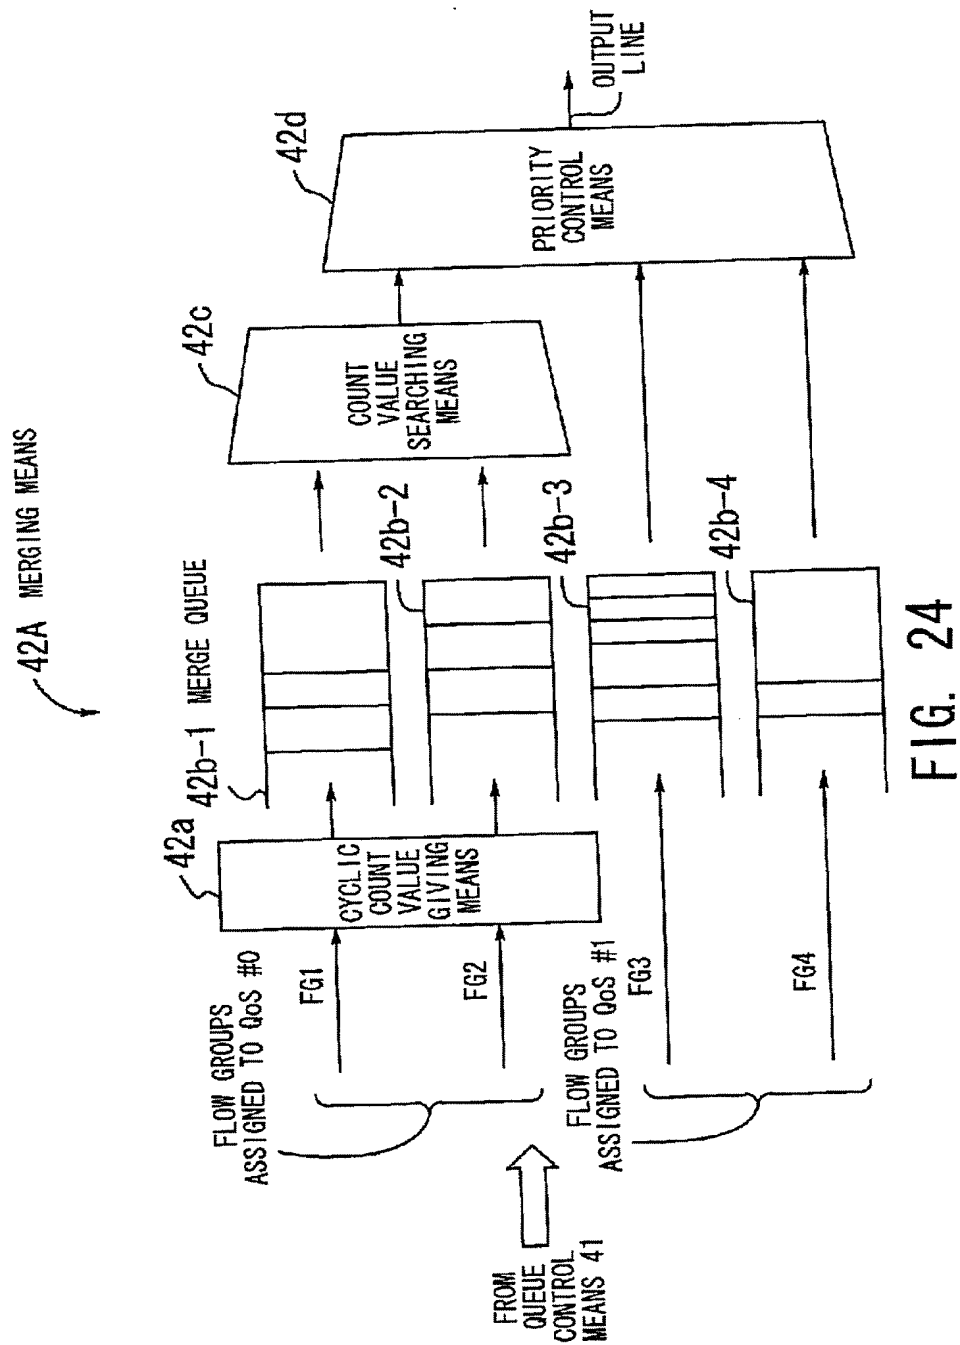 42A MERGING MEANS
FROM
QUEUE
CONTROL
MEANS 41
FLOW GROUPS
ASSIGNED TO QoS #0
FG1
FG2
FLOW GROUPS
ASSIGNED TO QoS #1
FG3
FG4
42a
CYCLIC
COUNT
VALUE
GIVING
MEANS
42b-1 MERGE QUEUE
42b-2
42b-3
42b-4
42c
COUNT
VALUE
SEARCHING
MEANS
42d
PRIORITY
CONTROL
MEANS
OUTPUT
LINE
FIG. 24